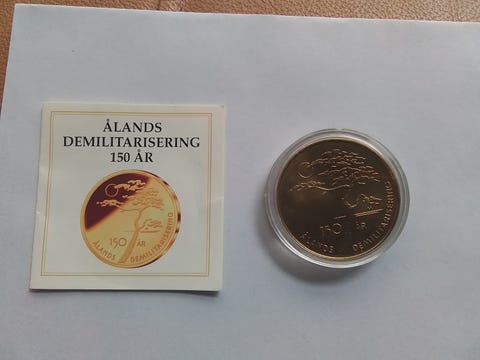 ÅLANDS
DEMILITARISERING
150 ÅR
150 ÅR
ÅLANDS DEMILITARISERING
150 ÅR
ÅLANDS DEMILITARISERING